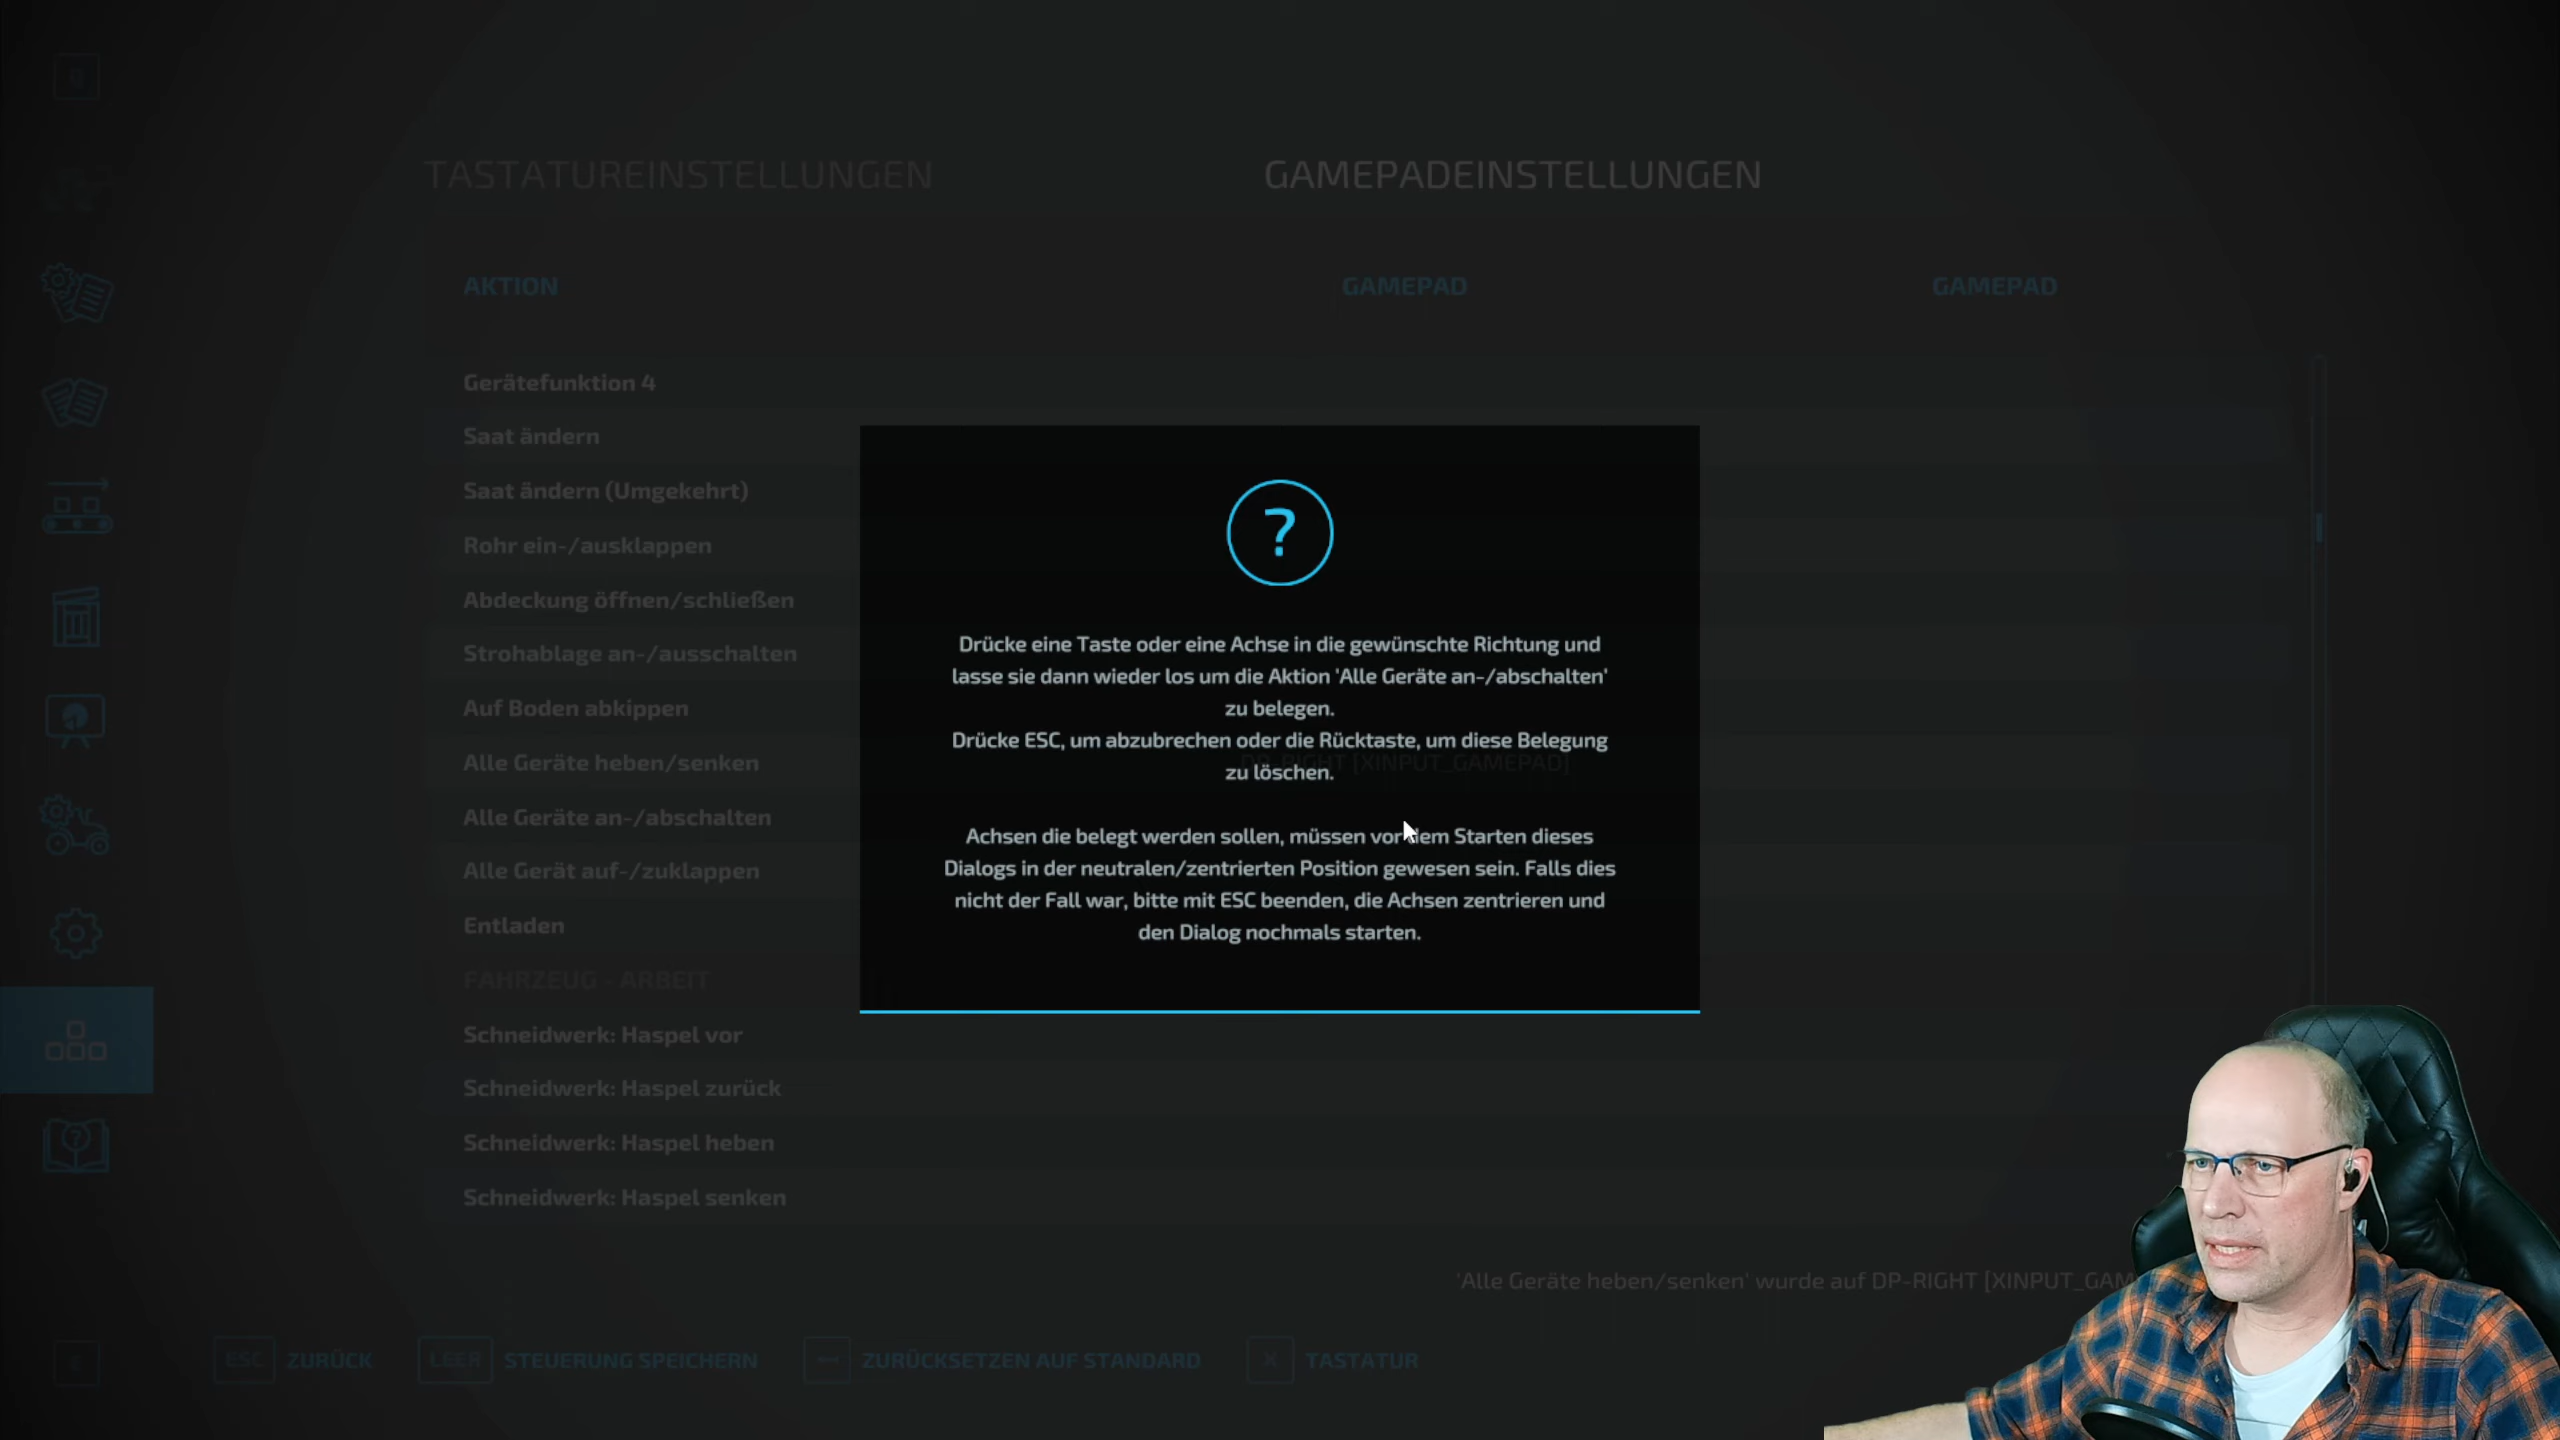 TASTATUREINSTELLUNGEN
GAMEPADEINSTELLUNGEN
AKTION
GAMEPAD
GAMEPAD
Gerätefunktion 4
Saat ändern
Saat ändern (Umgekehrt)
Rohr ein-/ausklappen
Abdeckung öffnen/schließen
Strohablage an-/ausschalten
Auf Boden abkippen
Alle Geräte heben/senken
DP-RIGHT [XINPUT_GAMEPAD]
Alle Geräte an-/abschalten
Alle Gerät auf-/zuklappen
Entladen
FAHRZEUG - ARBEIT
Schneidwerk: Haspel vor
Schneidwerk: Haspel zurück
Schneidwerk: Haspel heben
Schneidwerk: Haspel senken
?
Drücke eine Taste oder eine Achse in die gewünschte Richtung und
lasse sie dann wieder los um die Aktion 'Alle Geräte an-/abschalten'
zu belegen.
Drücke ESC, um abzubrechen oder die Rücktaste, um diese Belegung
zu löschen.
Achsen die belegt werden sollen, müssen vor dem Starten dieses
Dialogs in der neutralen/zentrierten Position gewesen sein. Falls dies
nicht der Fall war, bitte mit ESC beenden, die Achsen zentrieren und
den Dialog nochmals starten.
'Alle Geräte heben/senken' wurde auf DP-RIGHT [XINPUT_GAM
ESC ZURÜCK
LEER STEUERUNG SPEICHERN
ZURÜCKSETZEN AUF STANDARD
X TASTATUR